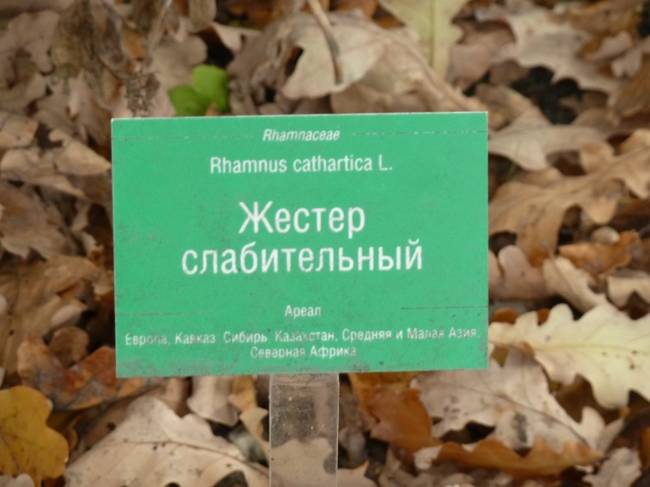 Rhamnaceae
Rhamnus cathartica L.
Жестер
слабительный
Ареал
Европа, Кавказ, Сибирь, Казахстан, Средняя и Малая Азия,
Северная Африка